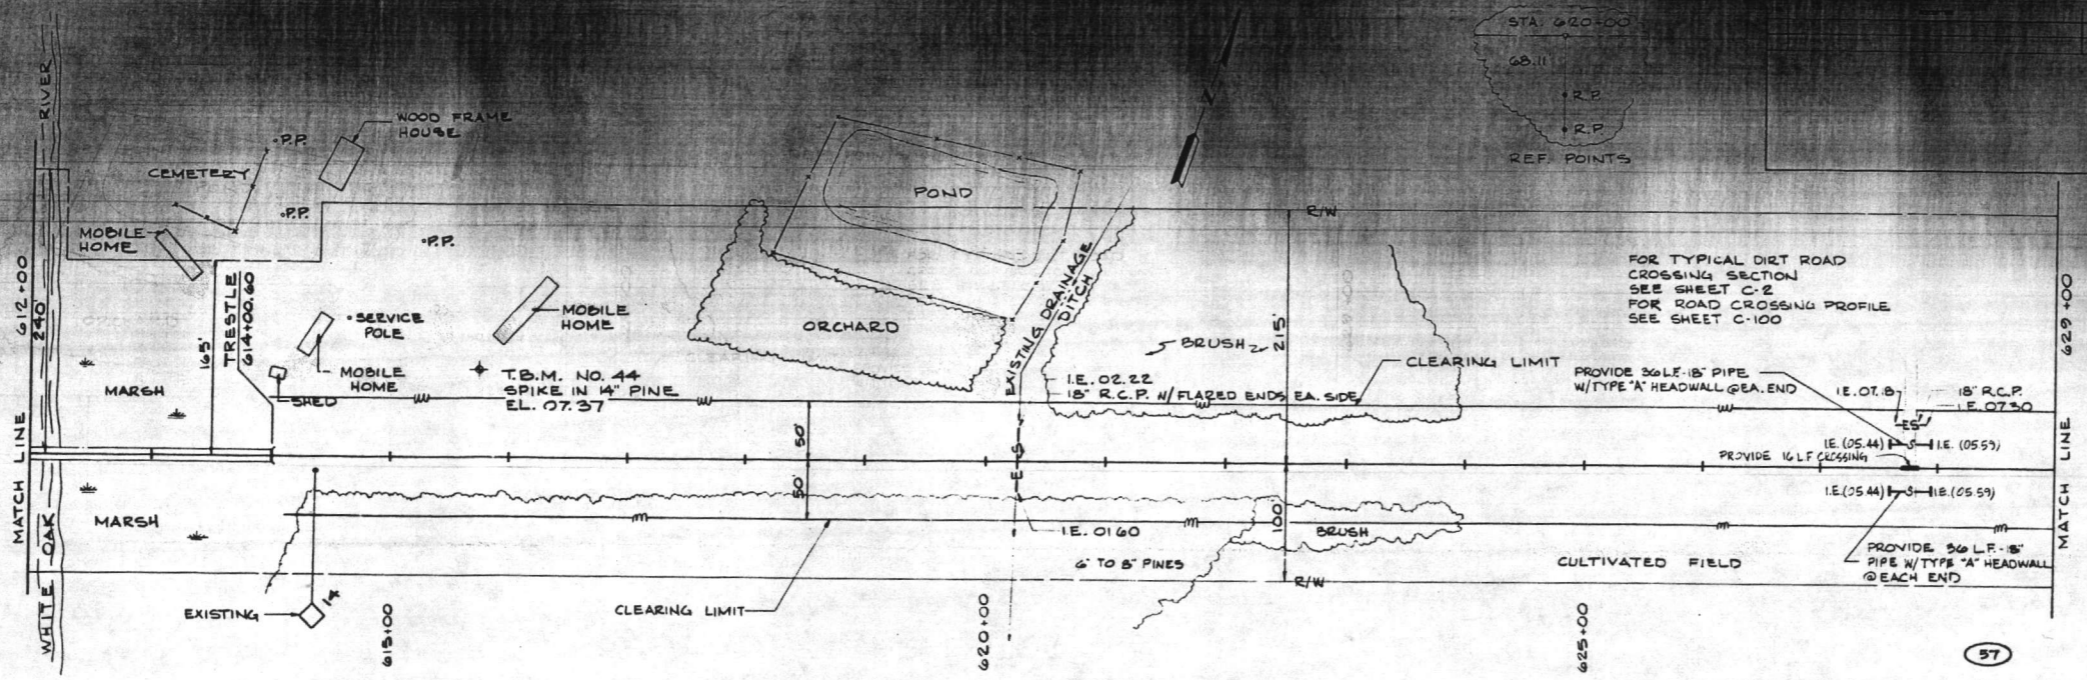 STA. 620+00
68.11
R.P.
R.P.
REF. POINTS
RIVER
WOOD FRAME
HOUSE
P.P.
CEMETERY
P.P.
P.P.
MOBILE
HOME
POND
N
R/W
MATCH LINE 612+00
240'
165'
TRESTLE
614+00.60
SERVICE
POLE
MOBILE
HOME
MOBILE
HOME
SHED
MARSH
T.B.M. NO. 44
SPIKE IN 14" PINE
EL. 07.37
ORCHARD
EXISTING DRAINAGE
DITCH
BRUSH
215'
I.E. 02.22
18" R.C.P. W/FLARED ENDS EA. SIDE
CLEARING LIMIT
FOR TYPICAL DIRT ROAD
CROSSING SECTION
SEE SHEET C-2
FOR ROAD CROSSING PROFILE
SEE SHEET C-100
PROVIDE 36 L.F.-18" PIPE
W/TYPE "A" HEADWALL @ EA. END
I.E. 07.8
18" R.C.P.
I.E. 07.30
ES
I.E. (05.44)
S
I.E. (05.59)
PROVIDE 16 L.F. CROSSING
I.E. (05.44)
S
I.E. (05.59)
PROVIDE 36 L.F.-18"
PIPE W/TYPE "A" HEADWALL
@ EACH END
MATCH LINE 629+00
50'
50'
E S
MARSH
WHITE OAK
I.E. 01.60
6" TO 8" PINES
100'
BRUSH
R/W
CULTIVATED FIELD
EXISTING
14
CLEARING LIMIT
615+00
620+00
625+00
57